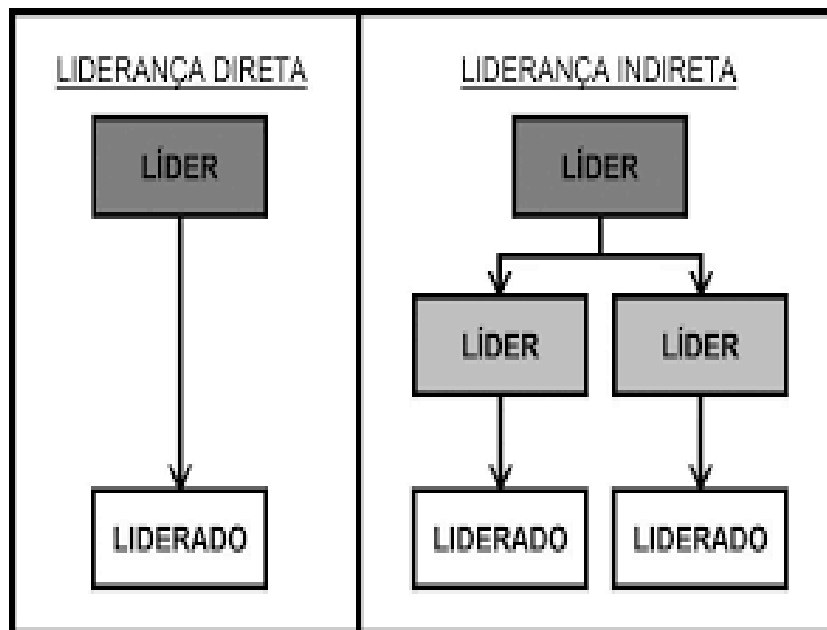 LIDERANÇA DIRETA
LÍDER
LIDERADO
LIDERANÇA INDIRETA
LÍDER
LÍDER
LÍDER
LIDERADO
LIDERADO